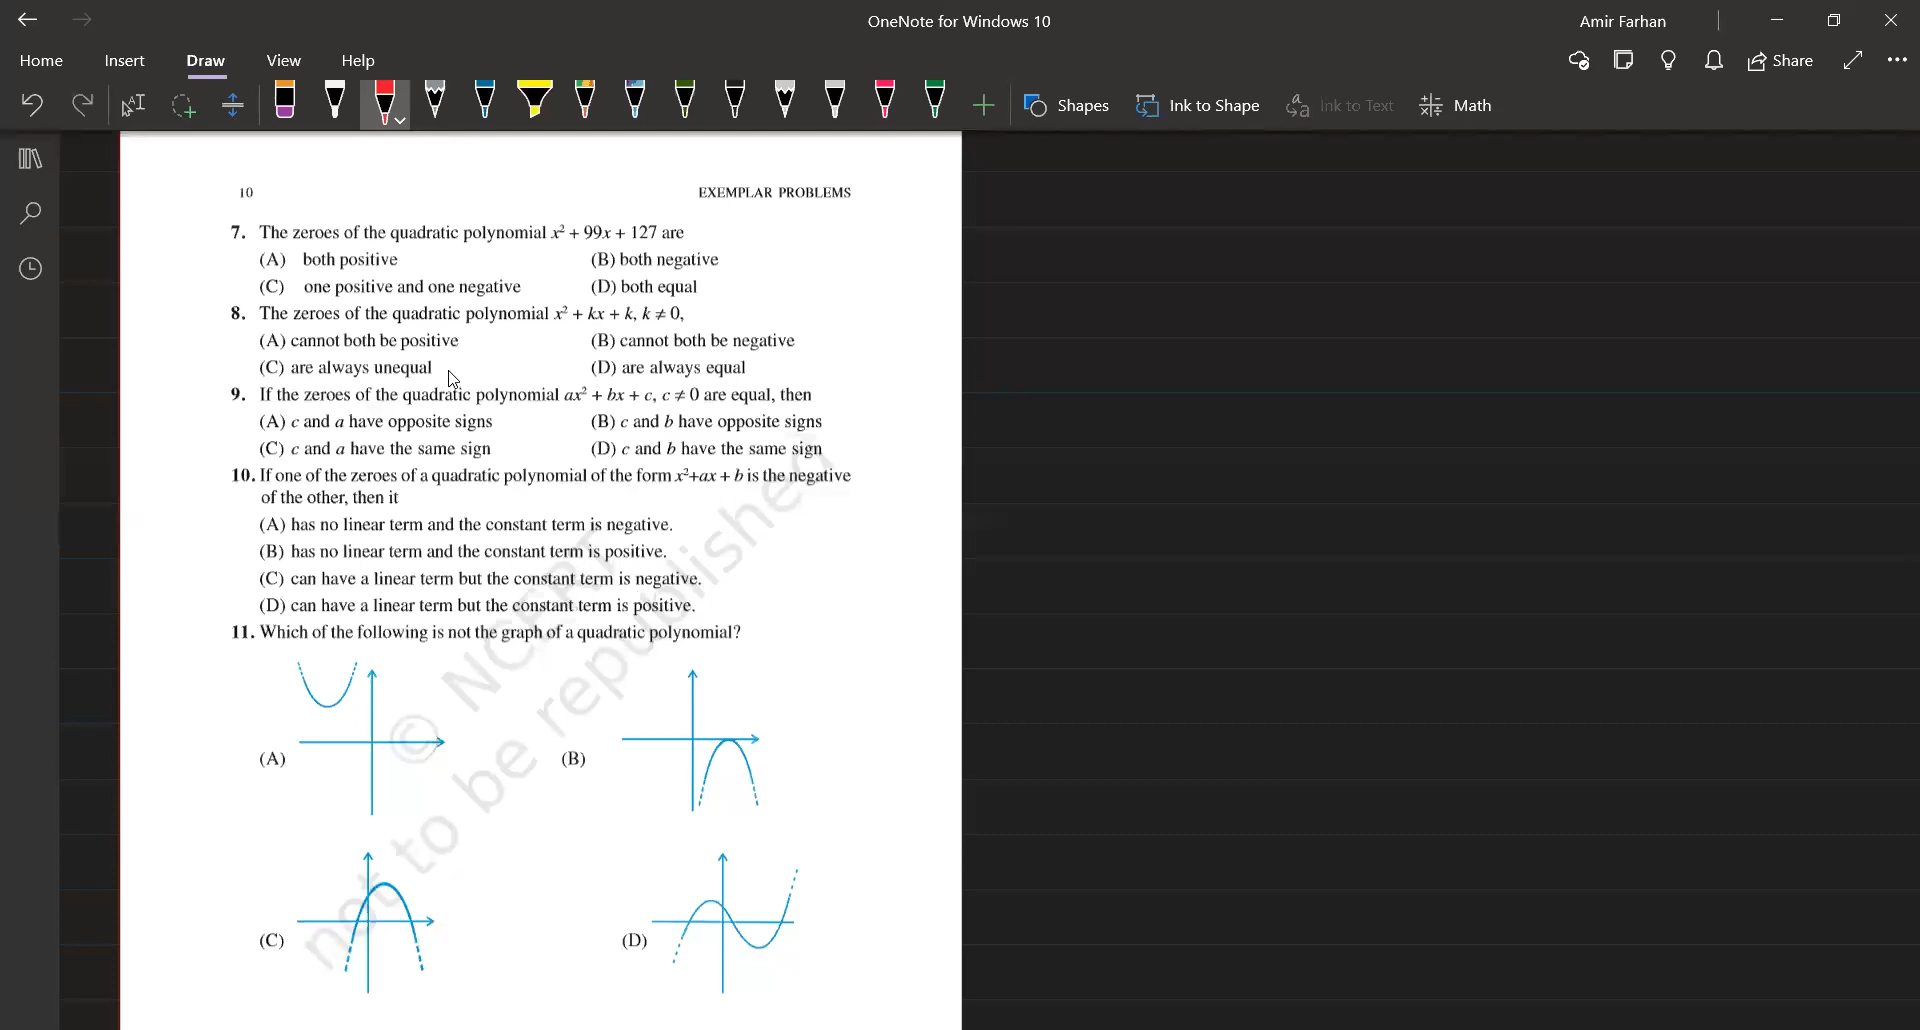 OneNote for Windows 10
Amir Farhan
Home Insert Draw View Help
Share
Shapes Ink to Shape Ink to Text Math
10 EXEMPLAR PROBLEMS
7. The zeroes of the quadratic polynomial x² + 99x + 127 are
(A) both positive (B) both negative
(C) one positive and one negative (D) both equal
8. The zeroes of the quadratic polynomial x² + kx + k, k ≠ 0,
(A) cannot both be positive (B) cannot both be negative
(C) are always unequal (D) are always equal
9. If the zeroes of the quadratic polynomial ax² + bx + c, c ≠ 0 are equal, then
(A) c and a have opposite signs (B) c and b have opposite signs
(C) c and a have the same sign (D) c and b have the same sign
10. If one of the zeroes of a quadratic polynomial of the form x²+ax + b is the negative
of the other, then it
(A) has no linear term and the constant term is negative.
(B) has no linear term and the constant term is positive.
(C) can have a linear term but the constant term is negative.
(D) can have a linear term but the constant term is positive.
11. Which of the following is not the graph of a quadratic polynomial?
(A) (B)
(C) (D)
© NCERT
not to be republished